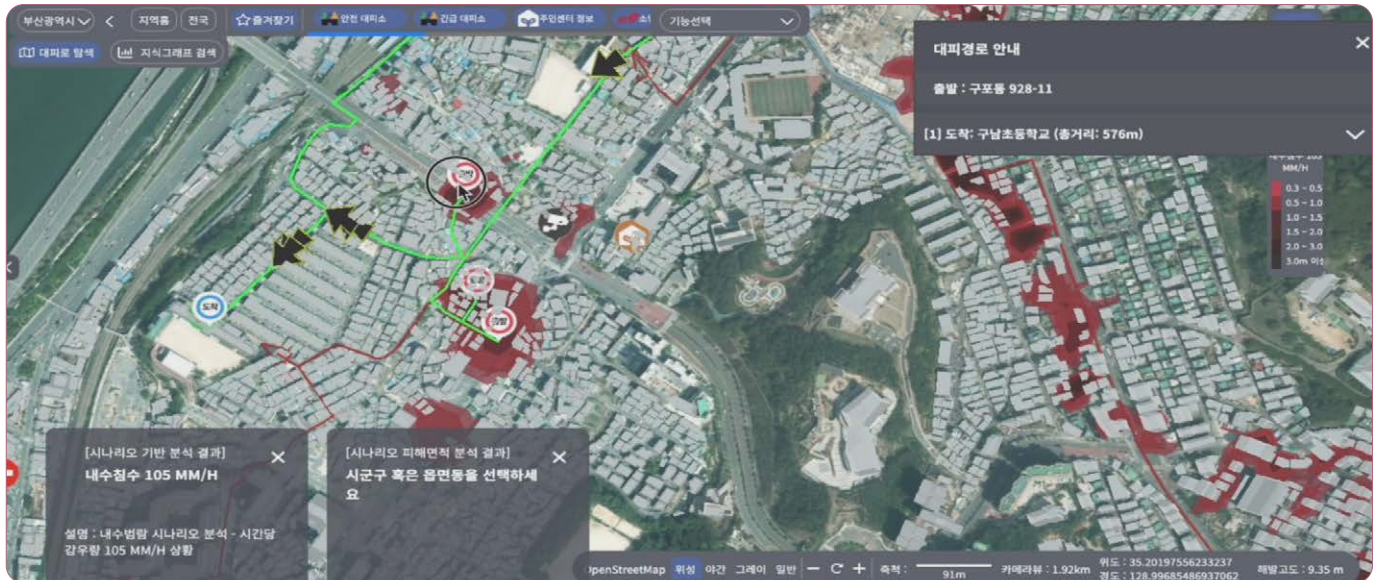 부산광역시
지역홈
전국
즐겨찾기
안전 대피소
긴급 대피소
주민센터 정보
기능선택
대피로 탐색
지식그래프 검색
대피경로 안내
출발 : 구포동 928-11
[1] 도착: 구남초등학교 (총거리: 576m)
MM/H
0.3 ~ 0.5
0.5 ~ 1.0
1.0 ~ 1.5
1.5 ~ 2.0
2.0 ~ 3.0
3.0m 이상
출발
도착
[시나리오 기반 분석 결과]
내수침수 105 MM/H
설명 : 내수범람 시나리오 분석 - 시간당
강우량 105 MM/H 상황
[시나리오 피해면적 분석 결과]
시군구 혹은 읍면동을 선택하세
요
OpenStreetMap 위성 야간 그레이 일반
축척 :
91m
카메라뷰 : 1.92km
위도 : 35.20197556233237
경도 : 128.99685486937062
해발고도 : 9.35 m